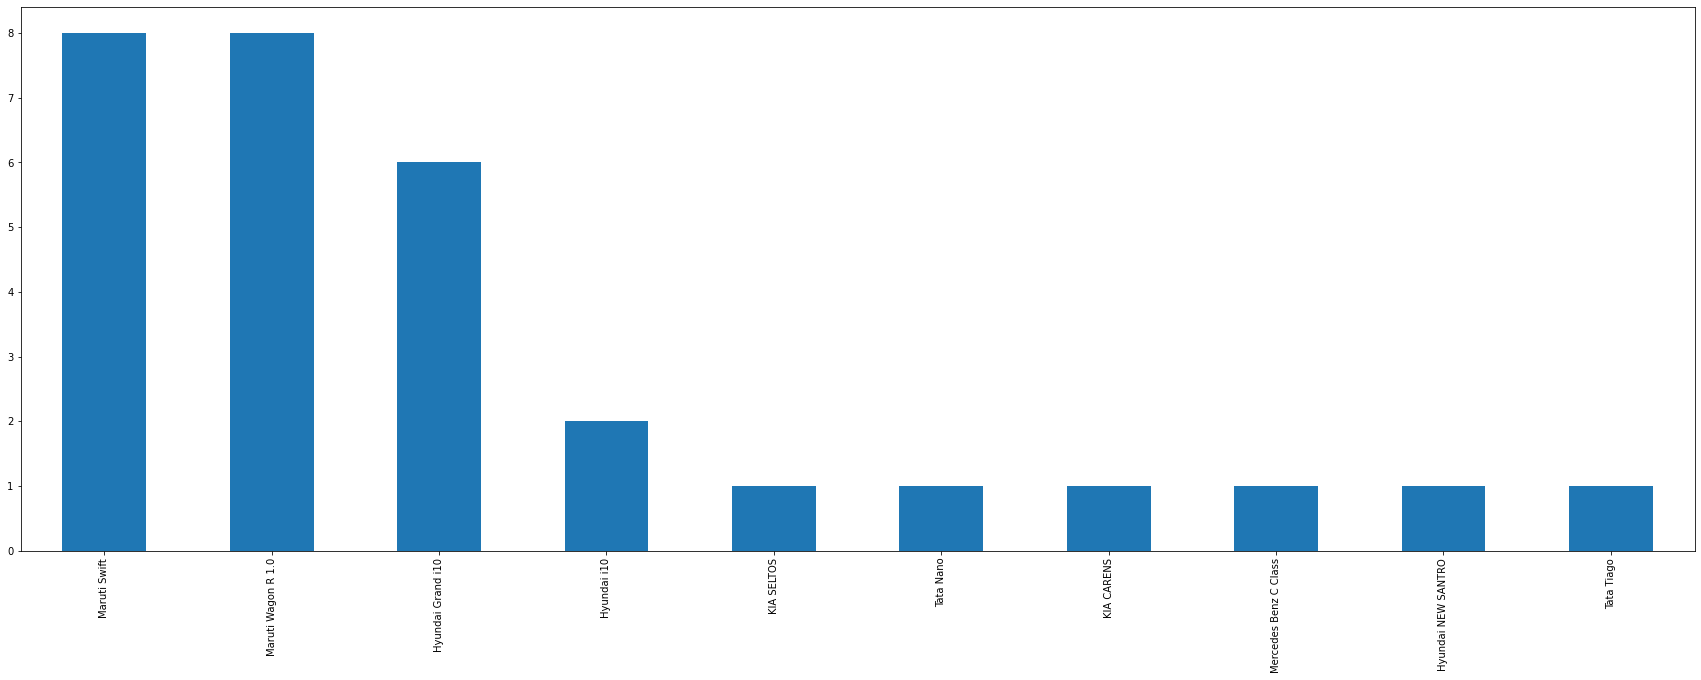 8
7
6
5
4
3
2
1
0
Maruti Swift
Maruti Wagon R 1.0
Hyundai Grand i10
Hyundai i10
KIA SELTOS
Tata Nano
KIA CARENS
Mercedes Benz C Class
Hyundai NEW SANTRO
Tata Tiago